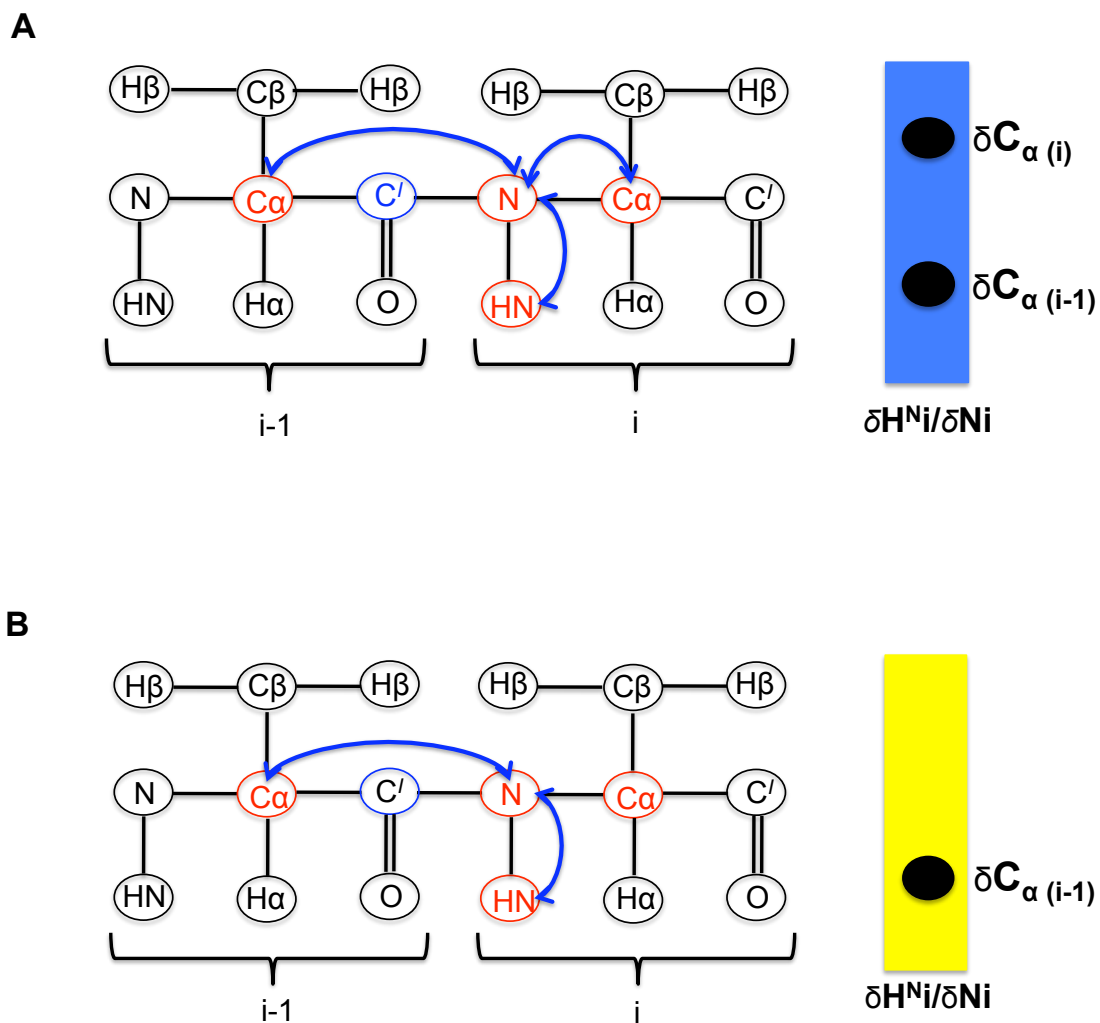 A
Hβ Cβ Hβ Hβ Cβ Hβ
δCα (i)
N Cα C' N Cα C'
δCα (i-1)
HN Hα O HN Hα O
i-1 i
δHᴺi/δNi
B
Hβ Cβ Hβ Hβ Cβ Hβ
N Cα C' N Cα C'
δCα (i-1)
HN Hα O HN Hα O
i-1 i
δHᴺi/δNi